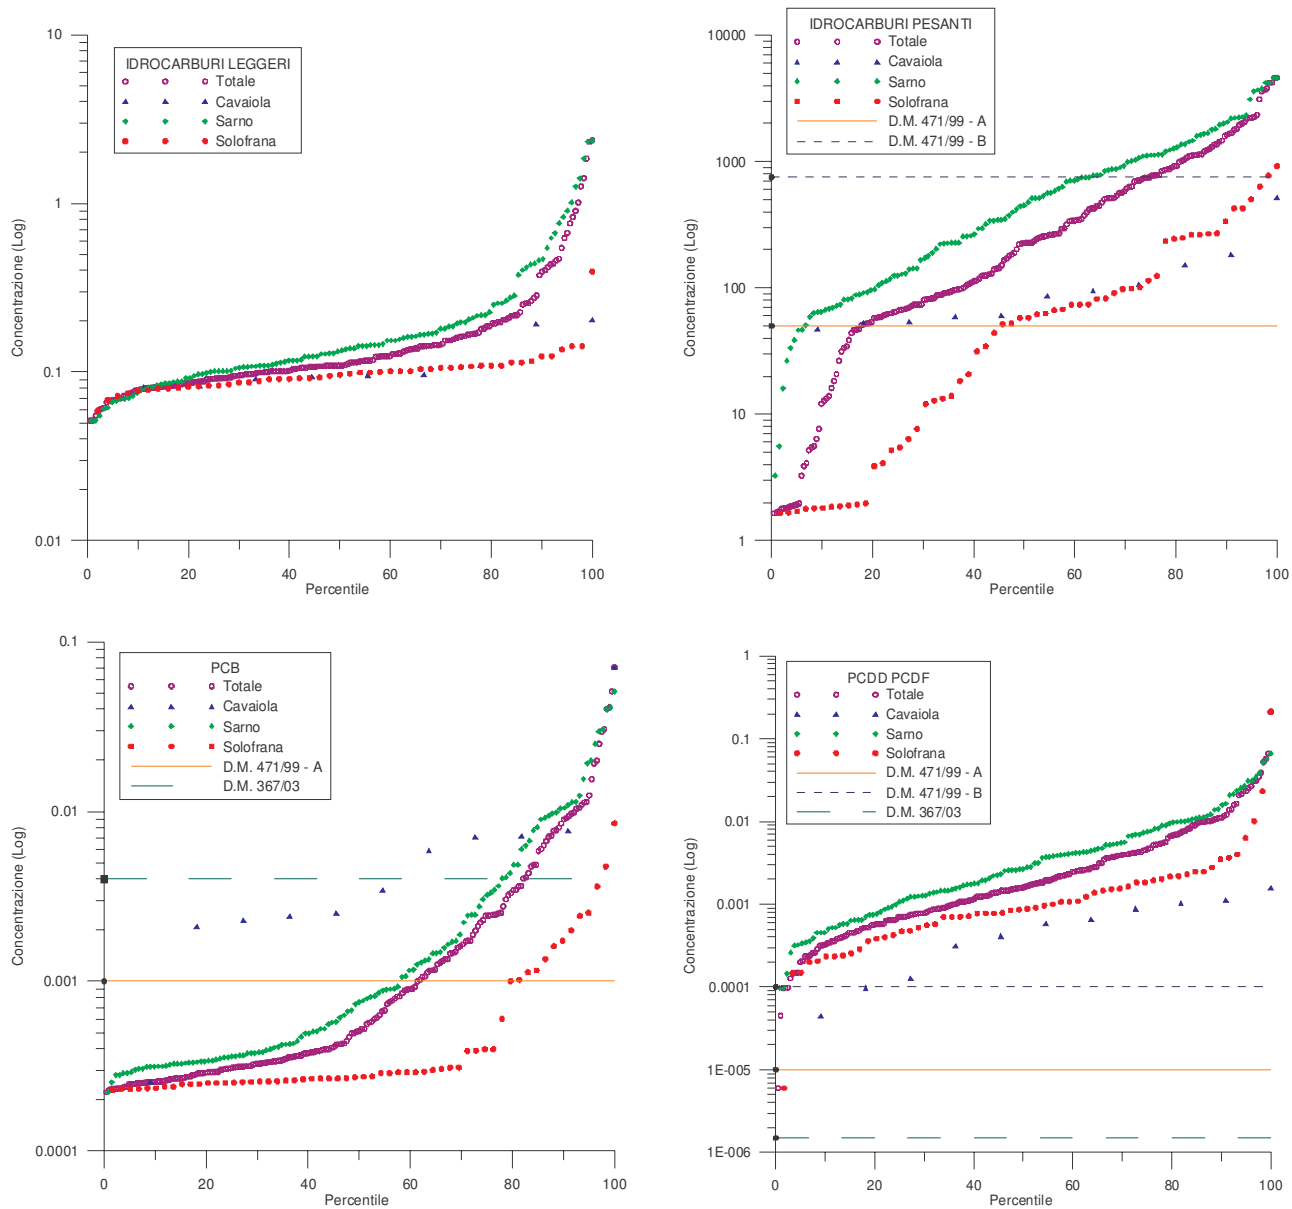 IDROCARBURI LEGGERI
Totale
Cavaiola
Sarno
Solofrana
10
1
0.1
0.01
Concentrazione (Log)
0 20 40 60 80 100
Percentile
IDROCARBURI PESANTI
Totale
Cavaiola
Sarno
Solofrana
D.M. 471/99 - A
D.M. 471/99 - B
10000
1000
100
10
1
Concentrazione (Log)
0 20 40 60 80 100
Percentile
PCB
Totale
Cavaiola
Sarno
Solofrana
D.M. 471/99 - A
D.M. 367/03
0.1
0.01
0.001
0.0001
Concentrazione (Log)
0 20 40 60 80 100
Percentile
PCDD PCDF
Totale
Cavaiola
Sarno
Solofrana
D.M. 471/99 - A
D.M. 471/99 - B
D.M. 367/03
1
0.1
0.01
0.001
0.0001
1E-005
1E-006
Concentrazione (Log)
0 20 40 60 80 100
Percentile